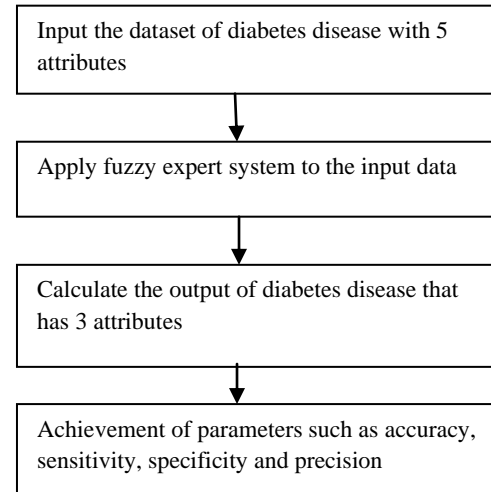 Input the dataset of diabetes disease with 5
attributes
Apply fuzzy expert system to the input data
Calculate the output of diabetes disease that
has 3 attributes
Achievement of parameters such as accuracy,
sensitivity, specificity and precision